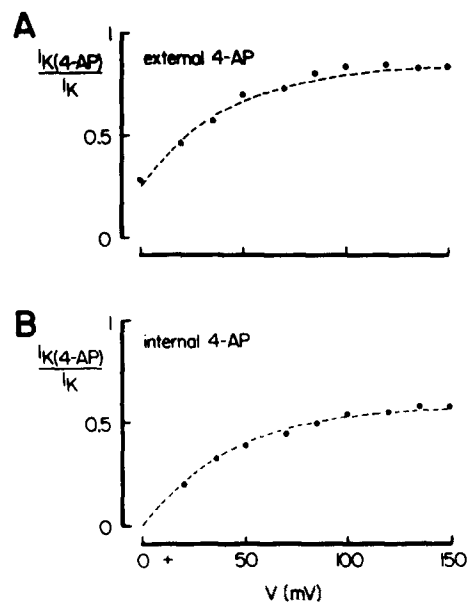 A
1
IK(4-AP)
IK
external 4-AP
0.5
0
B
1
IK(4-AP)
IK
internal 4-AP
0.5
0
0 + 50 100 150
V (mV)